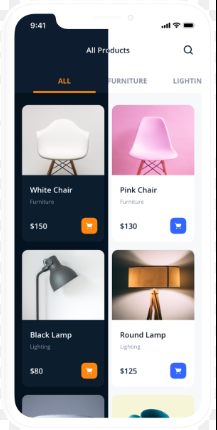 9:41
All Products
ALL FURNITURE LIGHTIN
White Chair Pink Chair
Furniture Furniture
$150 $130
Black Lamp Round Lamp
Lighting Lighting
$80 $125